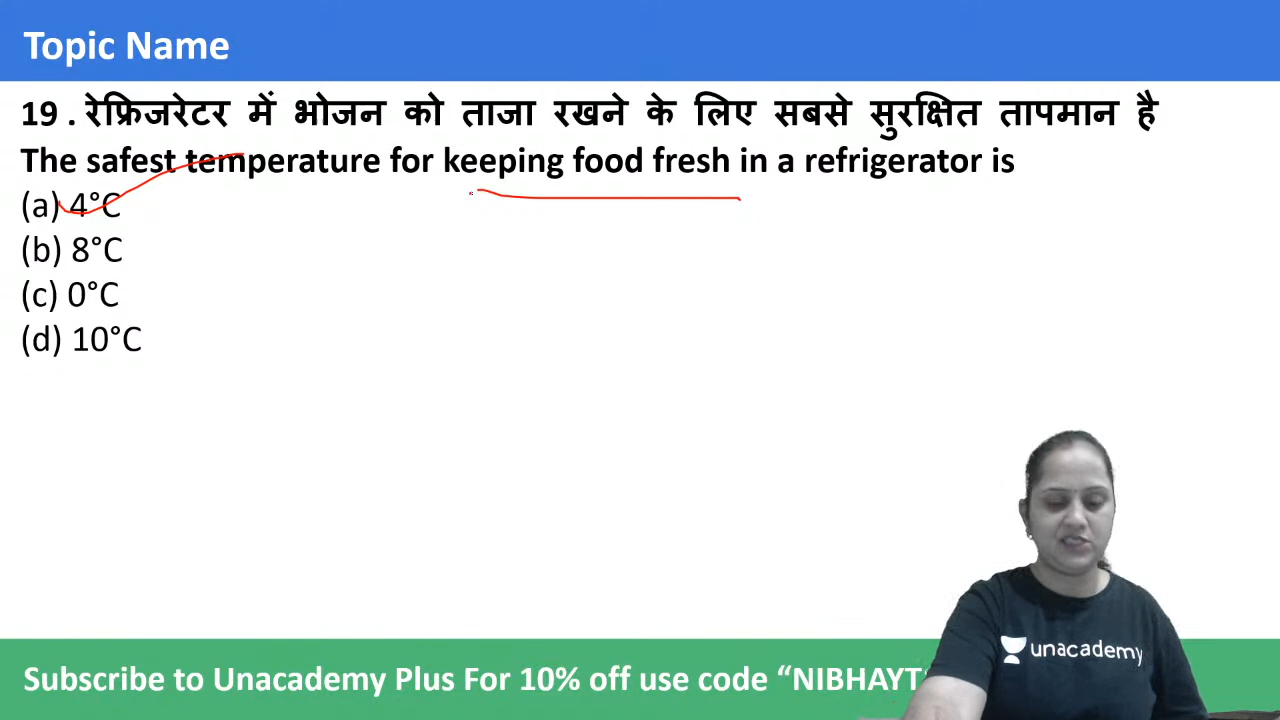 Topic Name
19 . रेफ्रिजरेटर में भोजन को ताजा रखने के लिए सबसे सुरक्षित तापमान है
The safest temperature for keeping food fresh in a refrigerator is
(a) 4°C
(b) 8°C
(c) 0°C
(d) 10°C
unacademy
Subscribe to Unacademy Plus For 10% off use code “NIBHAYT